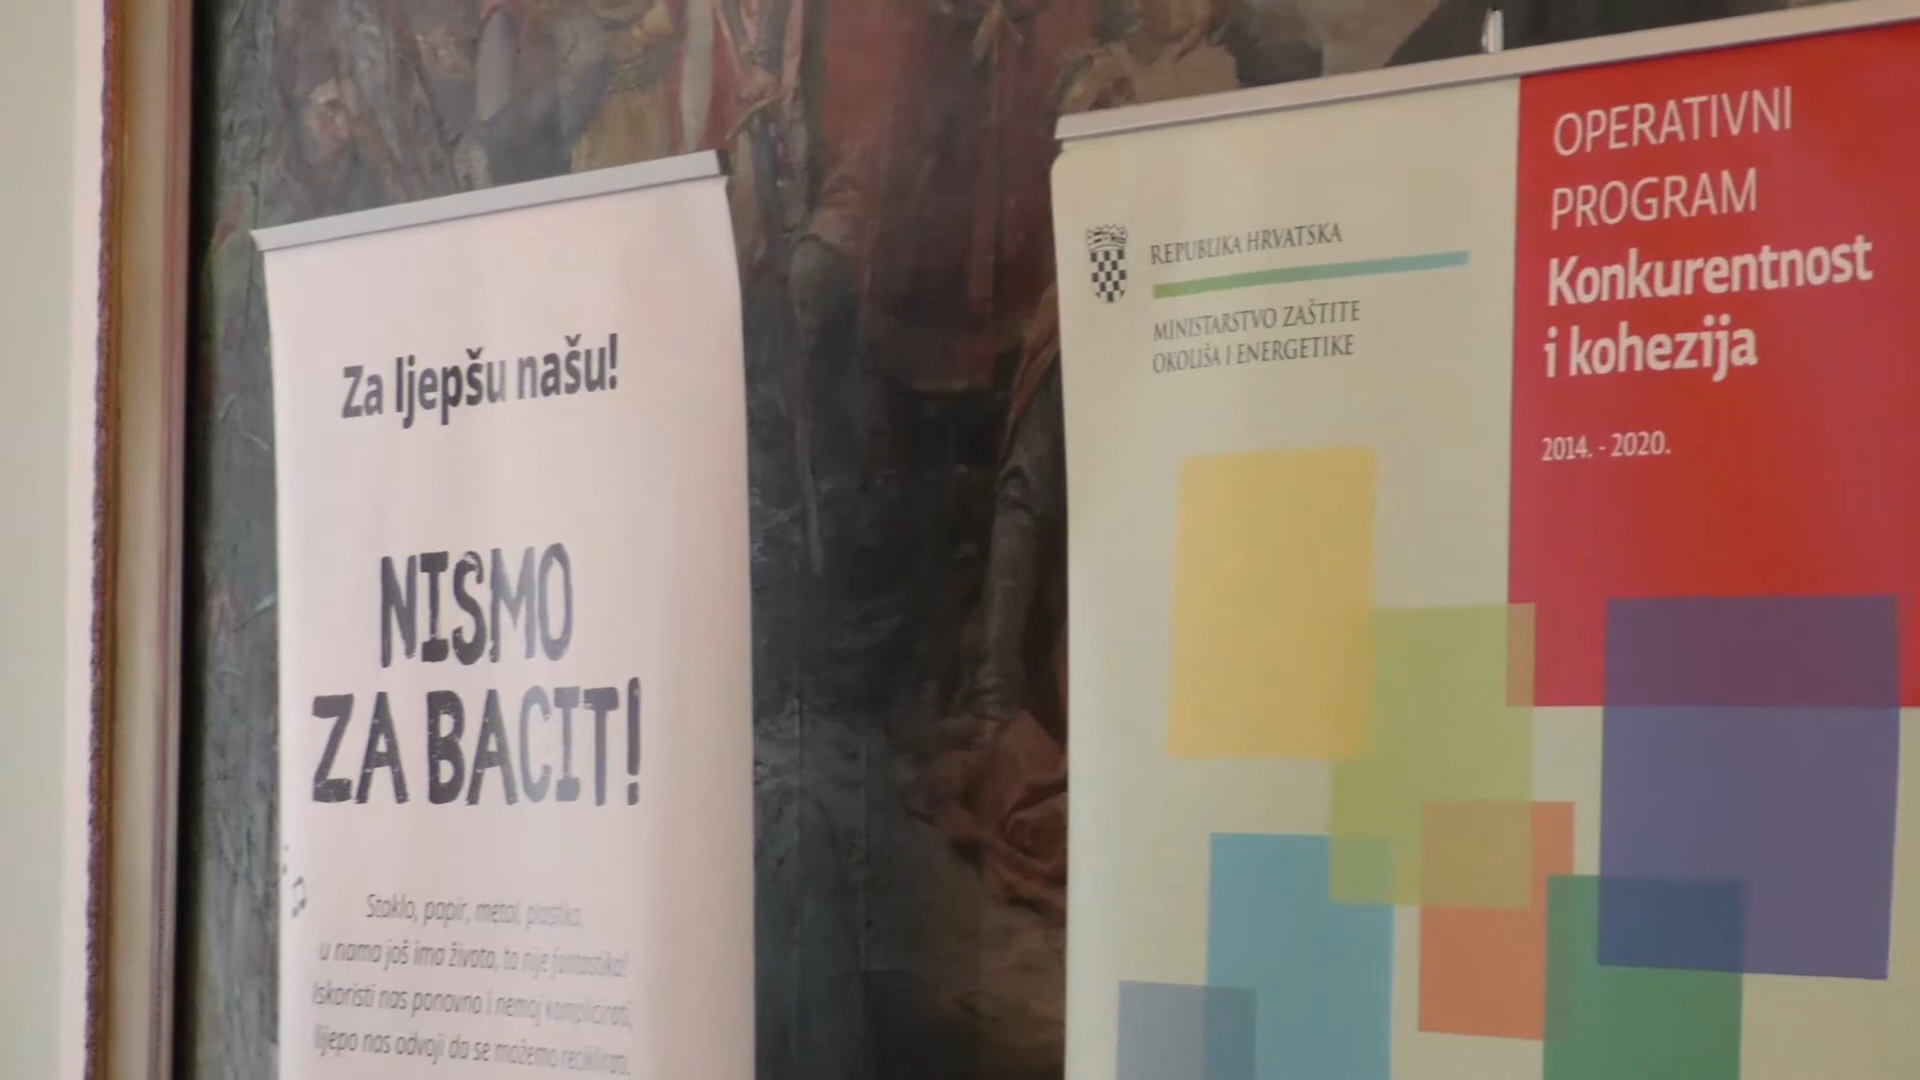 Za ljepšu našu!
NISMO
ZA BACIT!
Staklo, papir, metal, plastika,
u nama još ima života, to nije fantastika!
Iskoristi nas ponovno i nemoj komplicirati,
lijepo nas odvoji da se možemo reciklirati.
REPUBLIKA HRVATSKA
MINISTARSTVO ZAŠTITE
OKOLIŠA I ENERGETIKE
OPERATIVNI
PROGRAM
Konkurentnost
i kohezija
2014. - 2020.